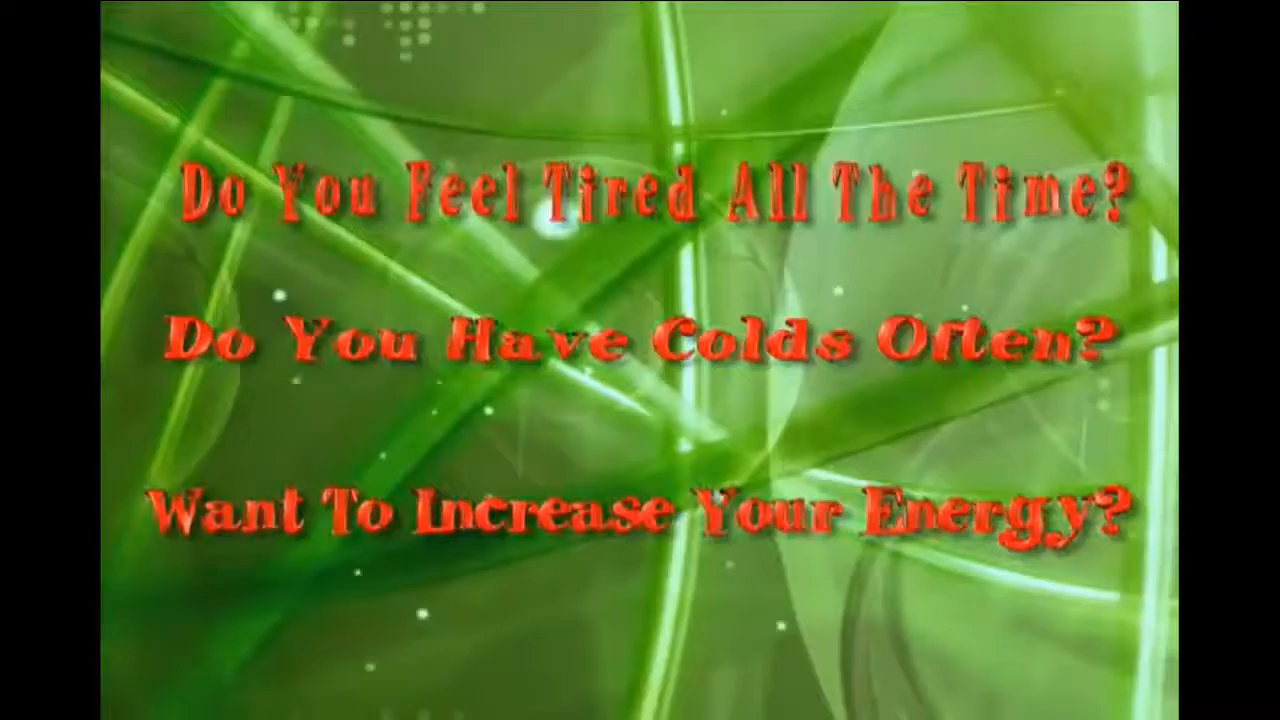 Do You Feel Tired All The Time?
Do You Have Colds Often?
Want To Increase Your Energy?